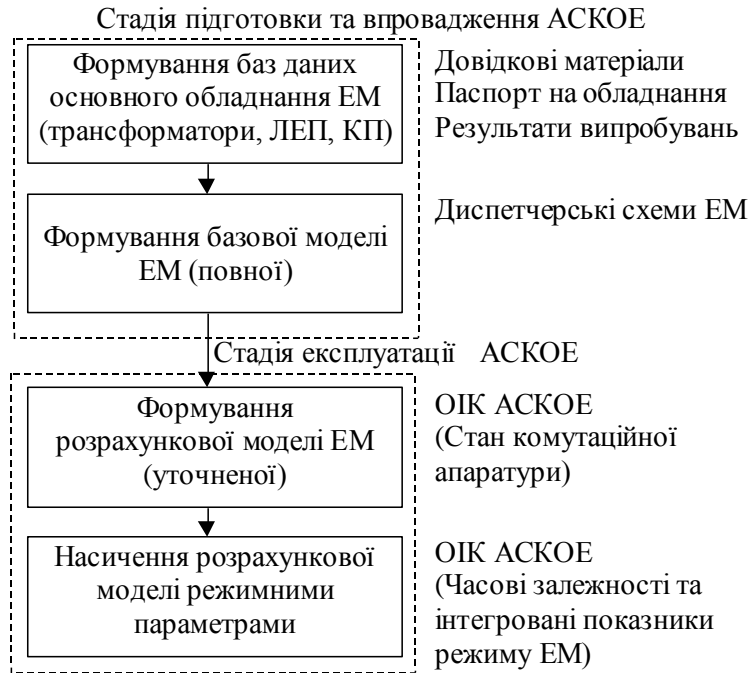 Стадія підготовки та впровадження АСКОЕ
Формування баз даних
основного обладнання ЕМ
(трансформатори, ЛЕП, КП)
Довідкові матеріали
Паспорт на обладнання
Результати випробувань
Формування базової моделі
ЕМ (повної)
Диспетчерські схеми ЕМ
Стадія експлуатації АСКОЕ
Формування
розрахункової моделі ЕМ
(уточненої)
ОІК АСКОЕ
(Стан комутаційної
апаратури)
Насичення розрахункової
моделі режимними
параметрами
ОІК АСКОЕ
(Часові залежності та
інтегровані показники
режиму ЕМ)